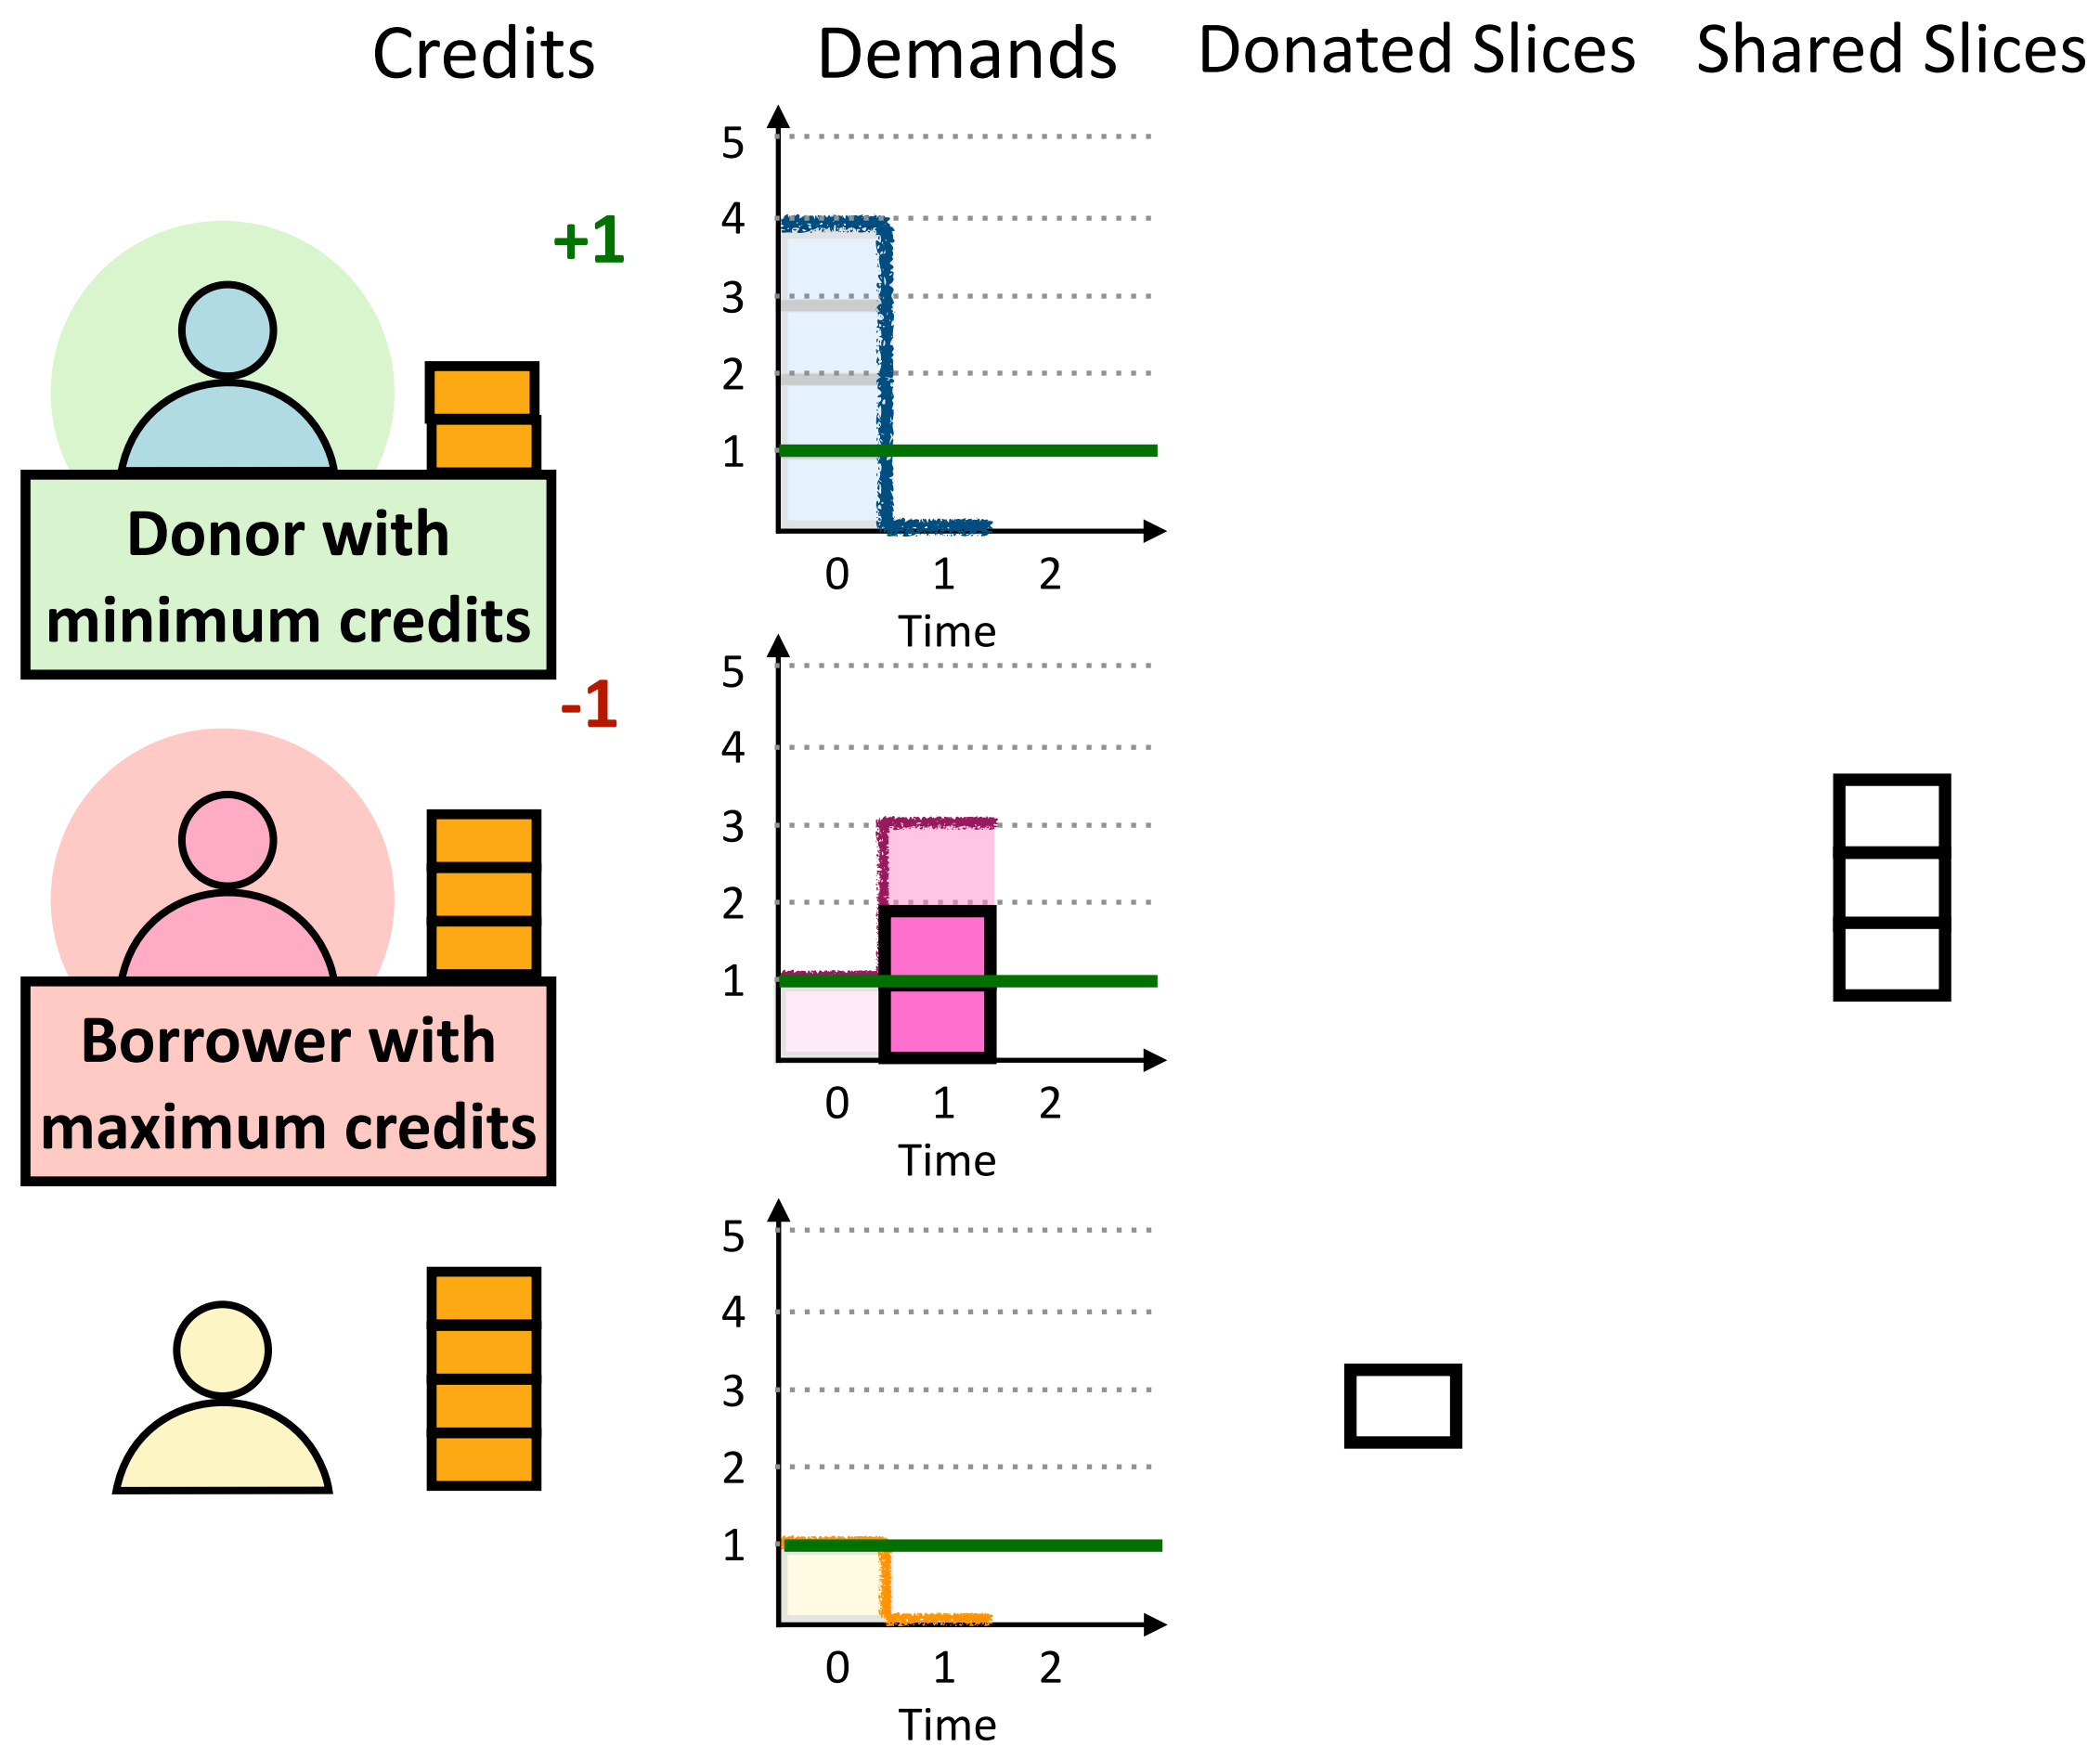 Credits
Demands
Donated Slices
Shared Slices
+1
Donor with
minimum credits
5
4
3
2
1
0 1 2
Time
-1
Borrower with
maximum credits
5
4
3
2
1
0 1 2
Time
5
4
3
2
1
0 1 2
Time